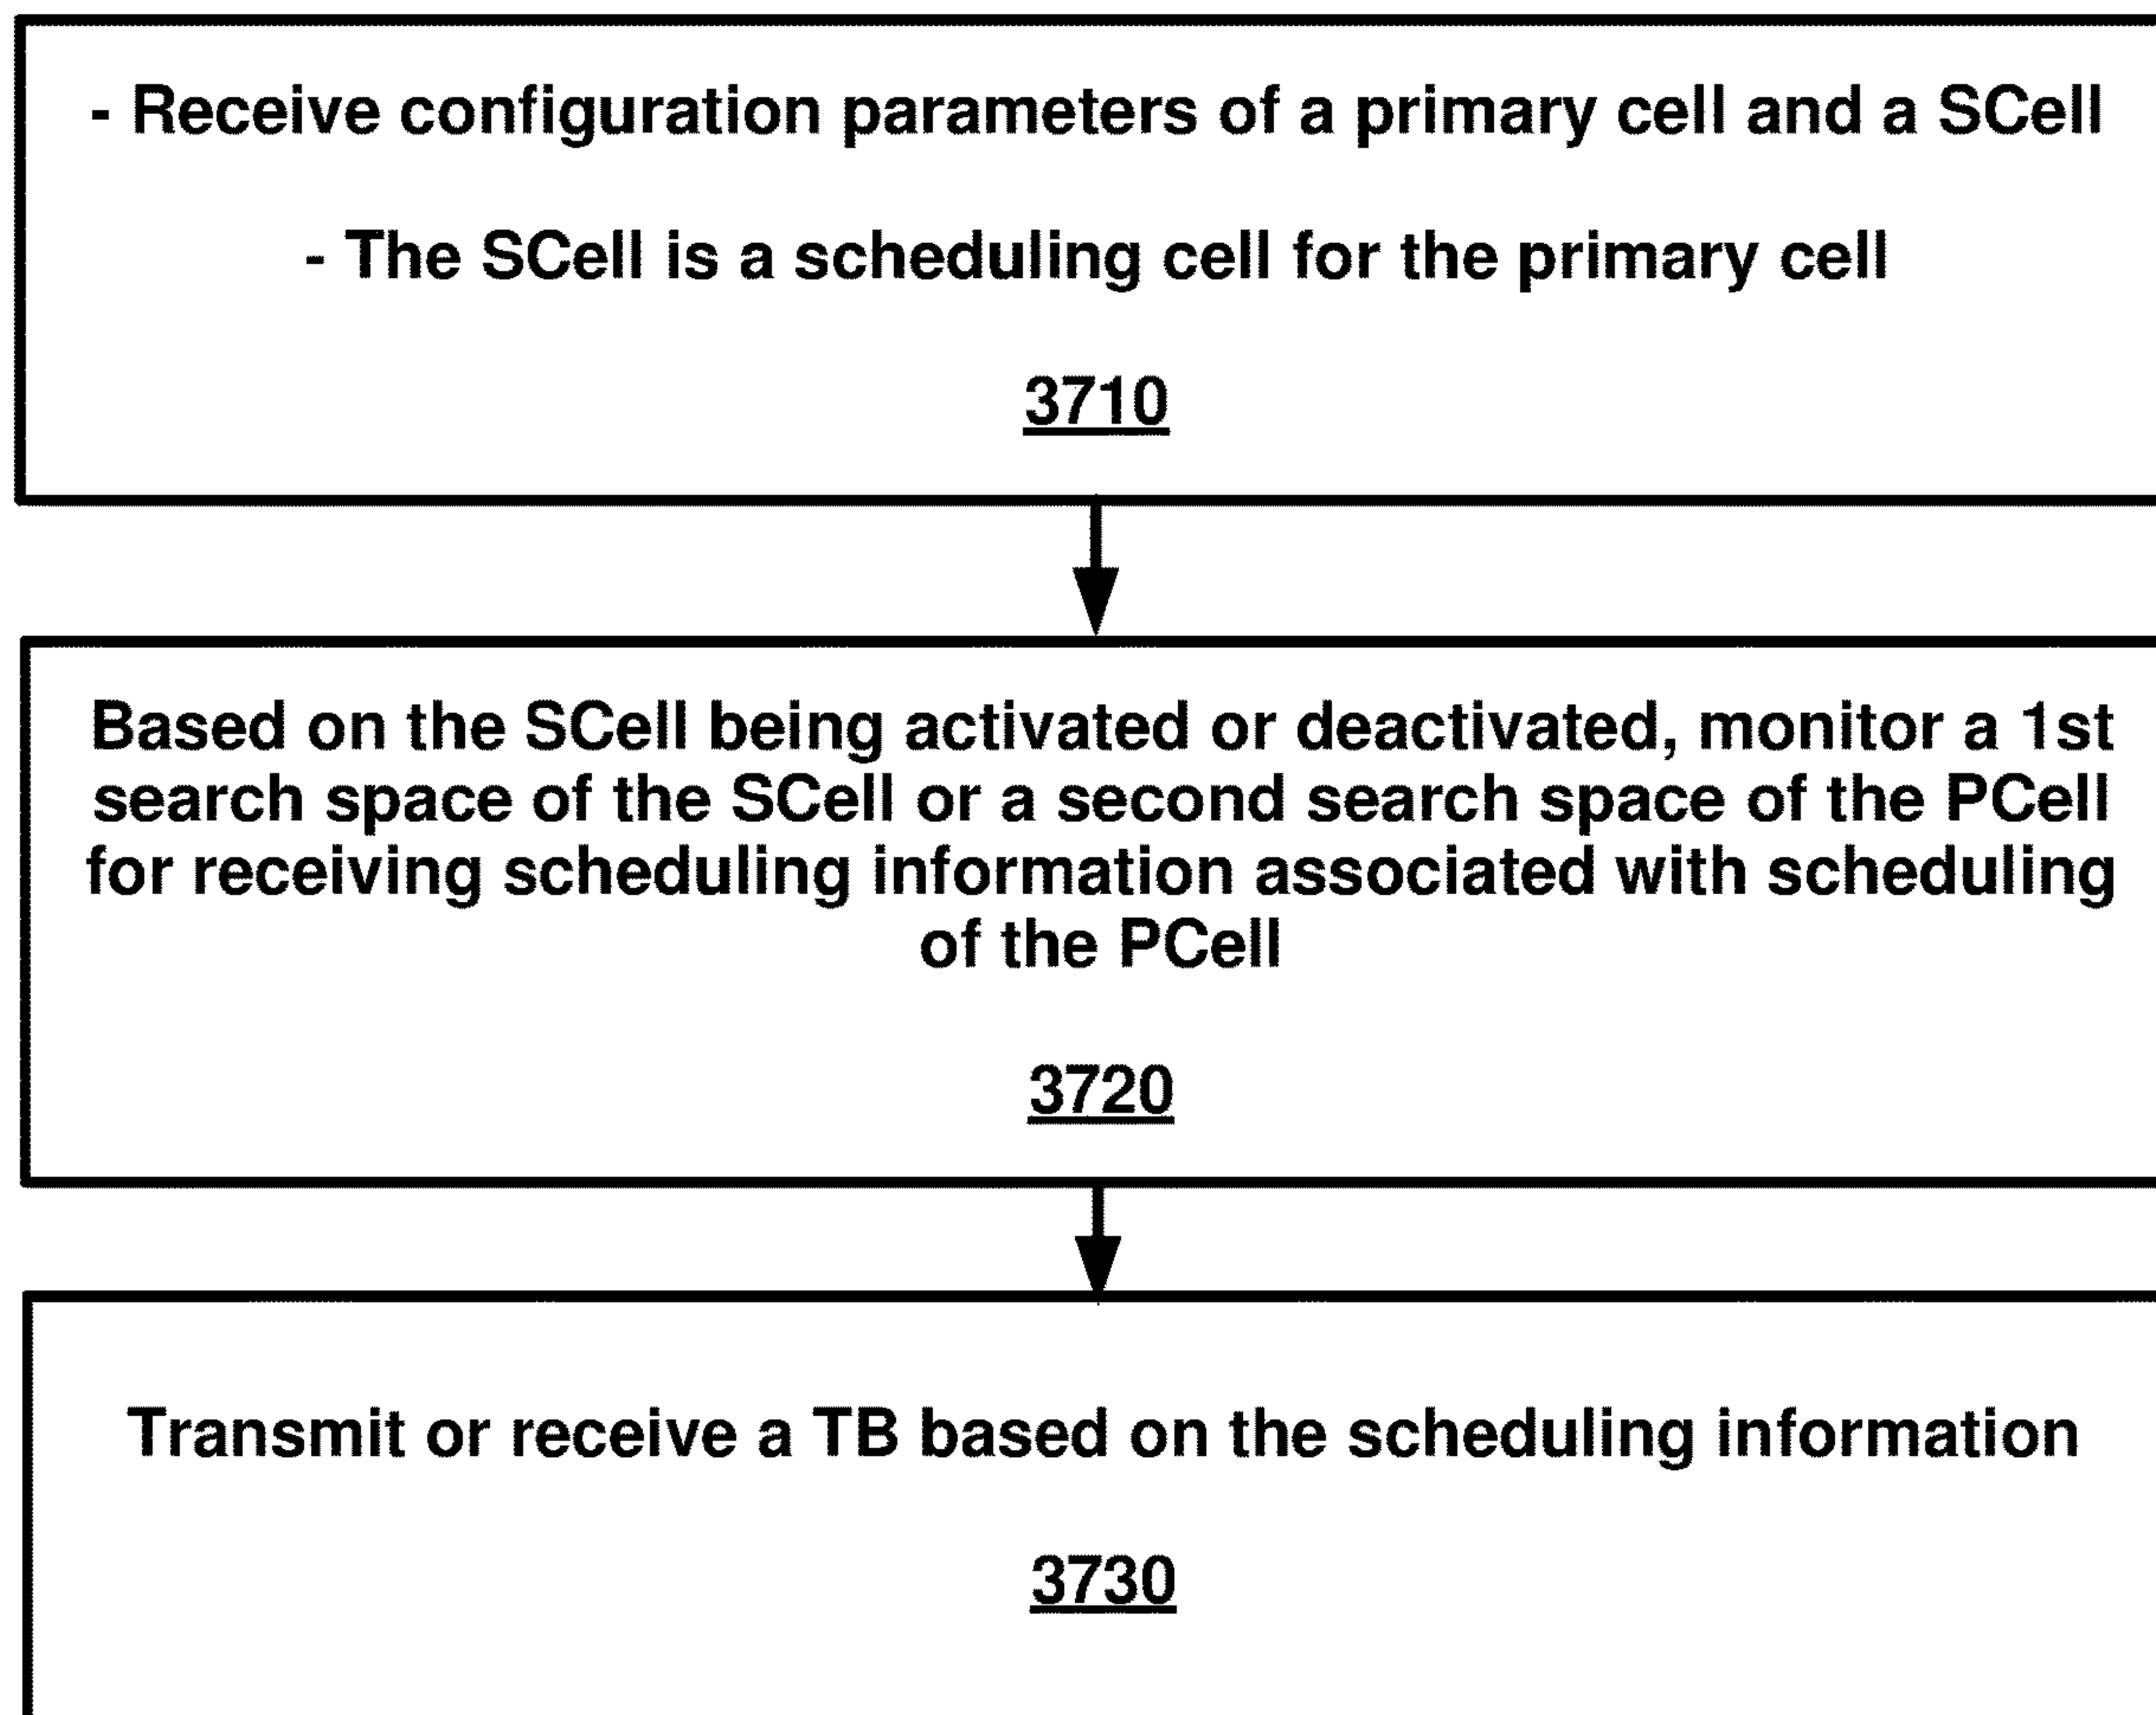 - Receive configuration parameters of a primary cell and a SCell
- The SCell is a scheduling cell for the primary cell
3710
Based on the SCell being activated or deactivated, monitor a 1st
search space of the SCell or a second search space of the PCell
for receiving scheduling information associated with scheduling
of the PCell
3720
Transmit or receive a TB based on the scheduling information
3730